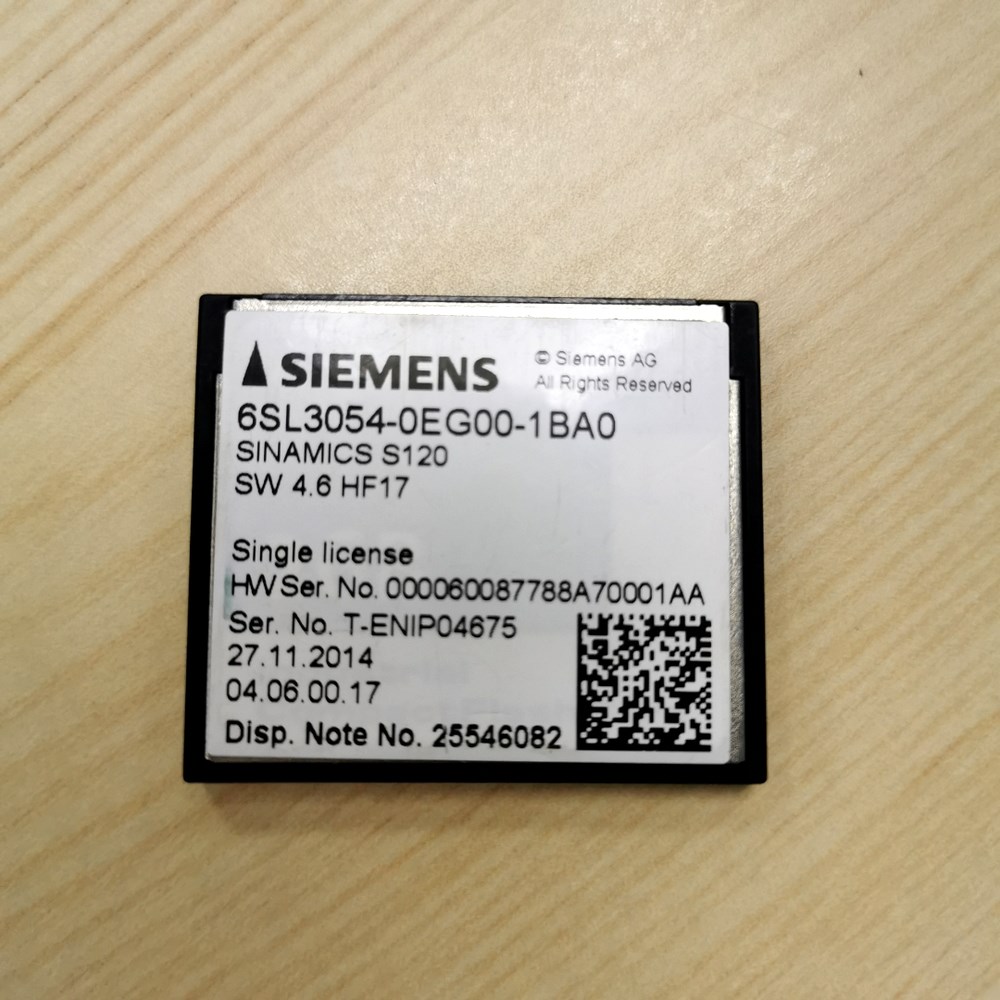 SIEMENS
© Siemens AG
All Rights Reserved
6SL3054-0EG00-1BA0
SINAMICS S120
SW 4.6 HF17
Single license
HW Ser. No. 000060087788A70001AA
Ser. No. T-ENIP04675
27.11.2014
04.06.00.17
Disp. Note No. 25546082